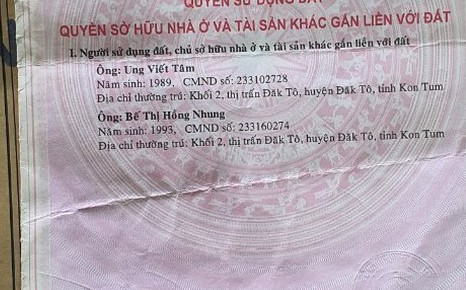 QUYỀN SỬ DỤNG ĐẤT
QUYỀN SỞ HỮU NHÀ Ở VÀ TÀI SẢN KHÁC GẮN LIỀN VỚI ĐẤT
I. Người sử dụng đất, chủ sở hữu nhà ở và tài sản khác gắn liền với đất
Ông: Ung Viết Tâm
Năm sinh: 1989, CMND số: 233102728
Địa chỉ thường trú: Khối 2, thị trấn Đăk Tô, huyện Đăk Tô, tỉnh Kon Tum
Ông: Bế Thị Hồng Nhung
Năm sinh: 1993, CMND số: 233160274
Địa chỉ thường trú: Khối 2, thị trấn Đăk Tô, huyện Đăk Tô, tỉnh Kon Tum